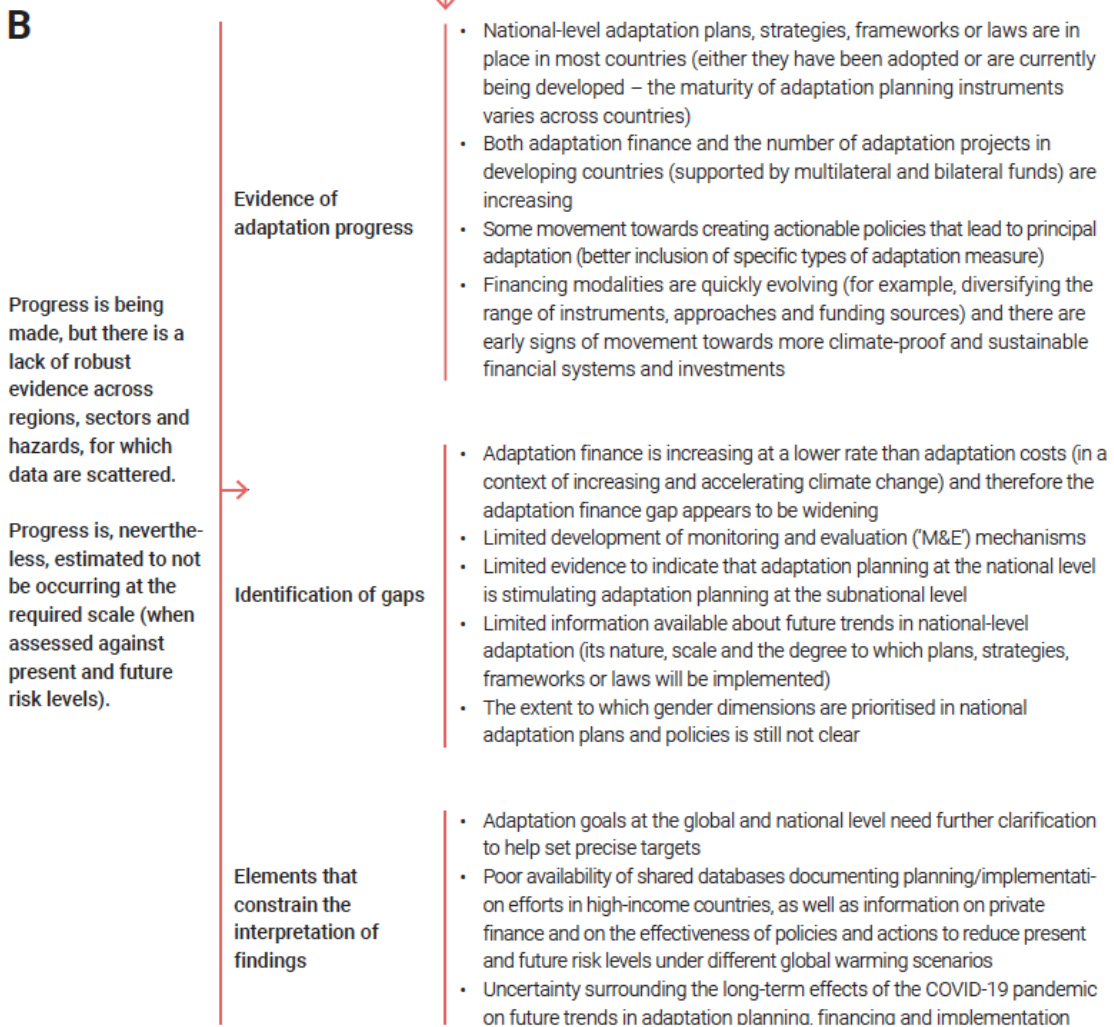 B
Progress is being
made, but there is a
lack of robust
evidence across
regions, sectors and
hazards, for which
data are scattered.
Progress is, neverthe-
less, estimated to not
be occurring at the
required scale (when
assessed against
present and future
risk levels).
Evidence of
adaptation progress
• National-level adaptation plans, strategies, frameworks or laws are in
place in most countries (either they have been adopted or are currently
being developed – the maturity of adaptation planning instruments
varies across countries)
• Both adaptation finance and the number of adaptation projects in
developing countries (supported by multilateral and bilateral funds) are
increasing
• Some movement towards creating actionable policies that lead to principal
adaptation (better inclusion of specific types of adaptation measure)
• Financing modalities are quickly evolving (for example, diversifying the
range of instruments, approaches and funding sources) and there are
early signs of movement towards more climate-proof and sustainable
financial systems and investments
Identification of gaps
• Adaptation finance is increasing at a lower rate than adaptation costs (in a
context of increasing and accelerating climate change) and therefore the
adaptation finance gap appears to be widening
• Limited development of monitoring and evaluation ('M&E') mechanisms
• Limited evidence to indicate that adaptation planning at the national level
is stimulating adaptation planning at the subnational level
• Limited information available about future trends in national-level
adaptation (its nature, scale and the degree to which plans, strategies,
frameworks or laws will be implemented)
• The extent to which gender dimensions are prioritised in national
adaptation plans and policies is still not clear
Elements that
constrain the
interpretation of
findings
• Adaptation goals at the global and national level need further clarification
to help set precise targets
• Poor availability of shared databases documenting planning/implementati-
on efforts in high-income countries, as well as information on private
finance and on the effectiveness of policies and actions to reduce present
and future risk levels under different global warming scenarios
• Uncertainty surrounding the long-term effects of the COVID-19 pandemic
on future trends in adaptation planning, financing and implementation